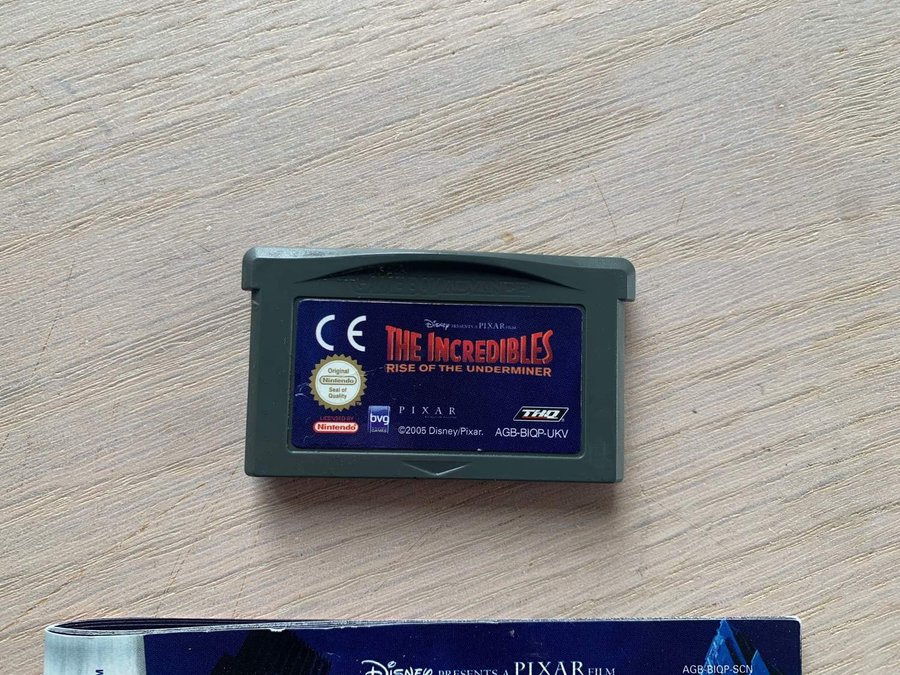 GAME BOY ADVANCE
CE
Disney PRESENTS A PIXAR FILM
THE INCREDIBLES
RISE OF THE UNDERMINER
Original
Nintendo
Seal of
Quality
LICENSED BY
Nintendo
bvg
GAMES
PIXAR
©2005 Disney/Pixar.
THQ
AGB-BIQP-UKV
AGB-BIQP-SCN
DISNEY PRESENTS A PIXAR FILM